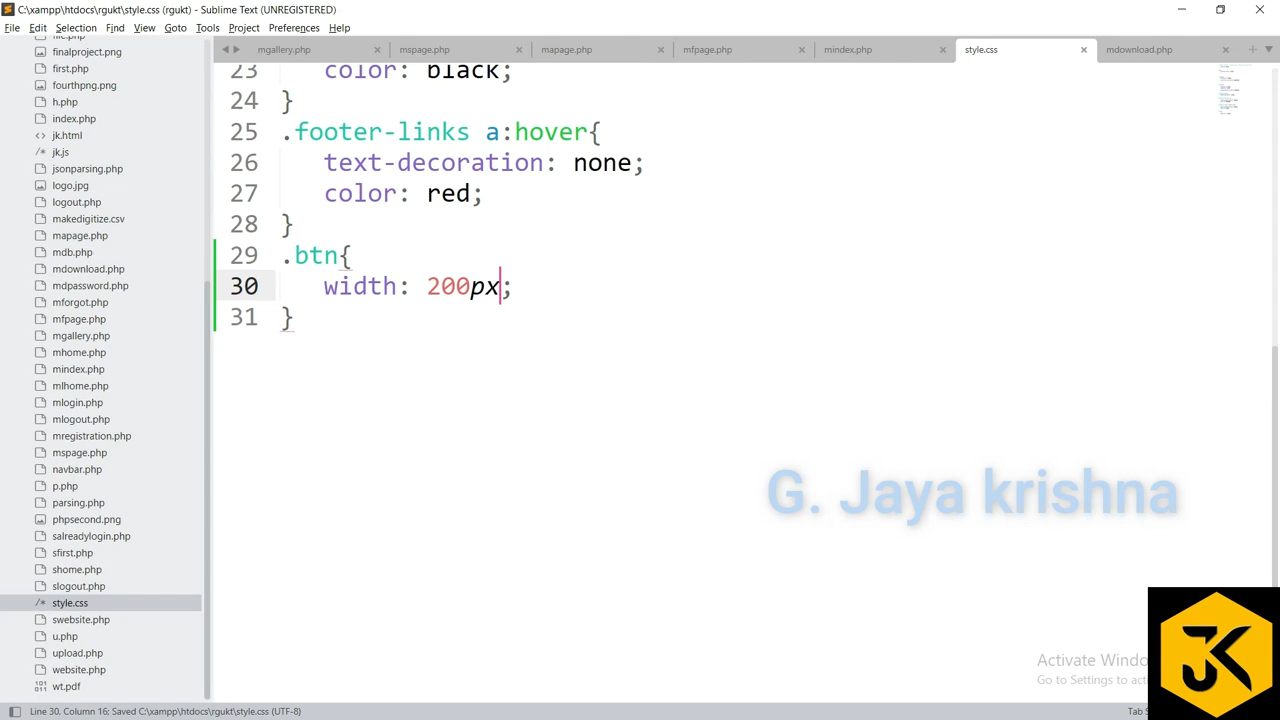 C:\xampp\htdocs\rgukt\style.css (rgukt) - Sublime Text (UNREGISTERED)
File Edit Selection Find View Goto Tools Project Preferences Help
mgallery.php mspage.php mapage.php mfpage.php mindex.php style.css mdownload.php
finalproject.png
first.php
fourthpng.png
h.php
index.php
jk.html
jk.js
jsonparsing.php
logo.jpg
logout.php
makedigitize.csv
mapage.php
mdb.php
mdownload.php
mdpassword.php
mforgot.php
mfpage.php
mgallery.php
mhome.php
mindex.php
mlhome.php
mlogin.php
mlogout.php
mregistration.php
mspage.php
navbar.php
p.php
parsing.php
phpsecond.png
salreadylogin.php
sfirst.php
shome.php
slogout.php
style.css
swebsite.php
u.php
upload.php
website.php
wt.pdf
23 color: black;
24 }
25 .footer-links a:hover{
26 text-decoration: none;
27 color: red;
28 }
29 .btn{
30 width: 200px;
31 }
G. Jaya krishna
Activate Windo
Go to Settings to acti
JK
Line 30, Column 16; Saved C:\xampp\htdocs\rgukt\style.css (UTF-8)
Tab S